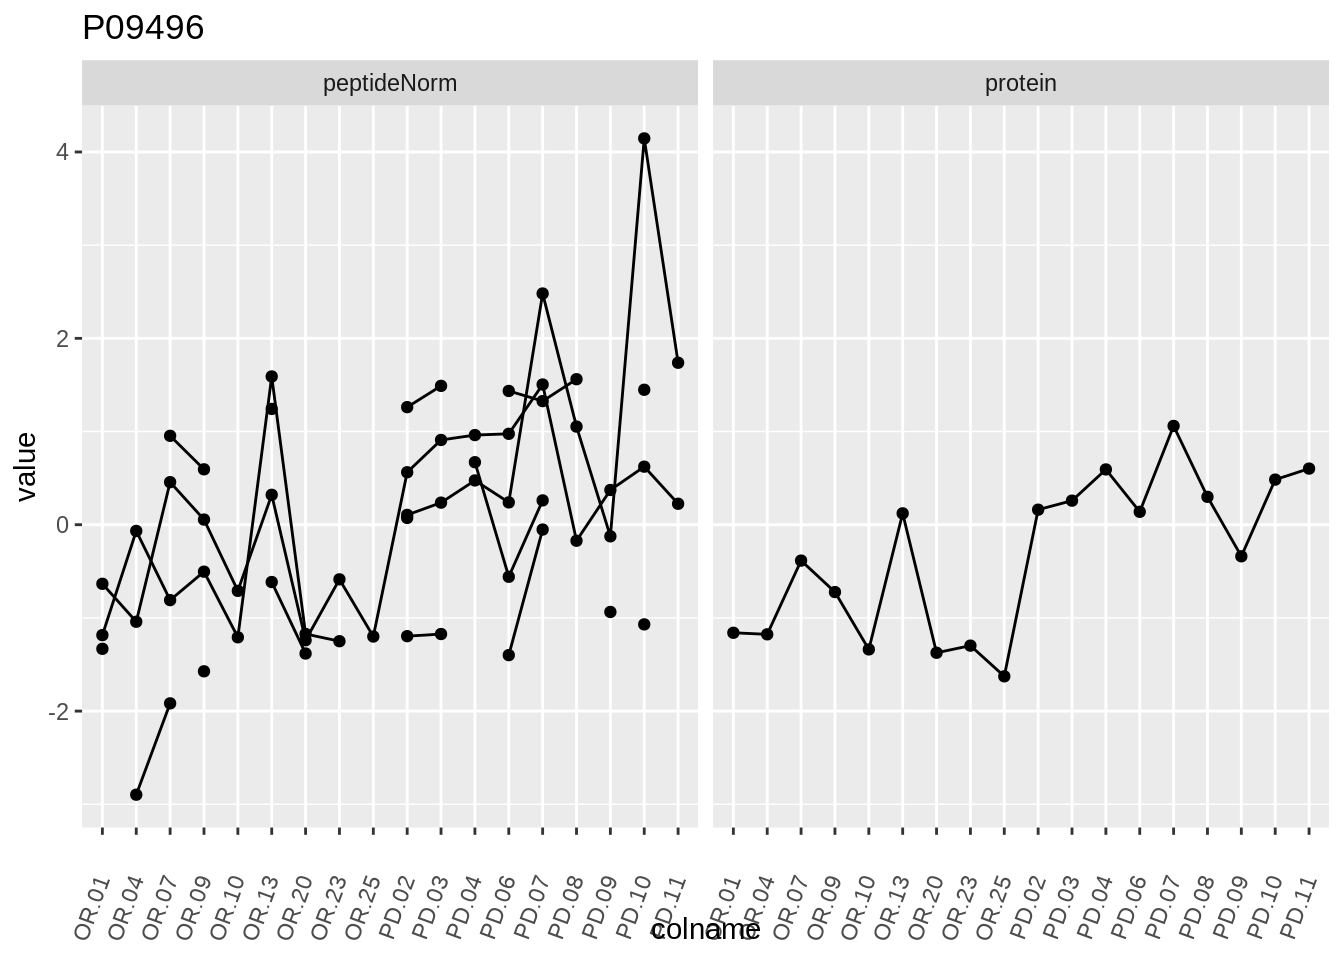 P09496
peptideNorm
protein
value
4
2
0
-2
OR.01
OR.04
OR.07
OR.09
OR.10
OR.13
OR.20
OR.23
OR.25
PD.02
PD.03
PD.04
PD.06
PD.07
PD.08
PD.09
PD.10
PD.11
OR.01
OR.04
OR.07
OR.09
OR.10
OR.13
OR.20
OR.23
OR.25
PD.02
PD.03
PD.04
PD.06
PD.07
PD.08
PD.09
PD.10
PD.11
colname